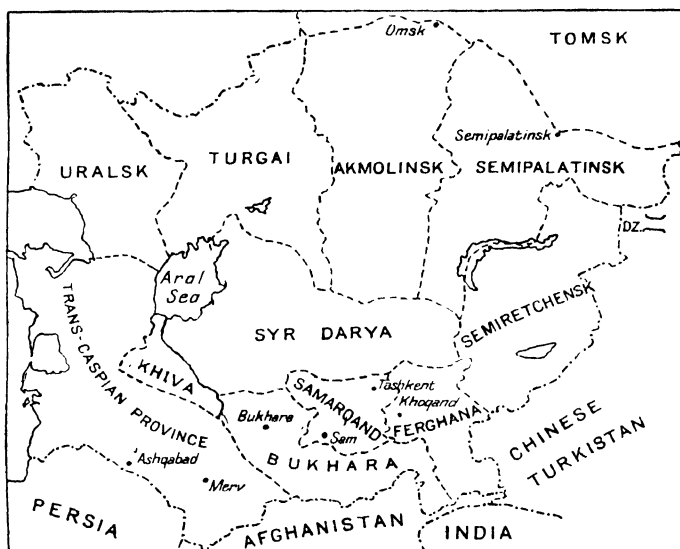 Omsk
TOMSK
Semipalatinsk
URALSK
TURGAI
AKMOLINSK
SEMIPALATINSK
DZ.
Aral
Sea
TRANS-CASPIAN PROVINCE
SYR DARYA
SEMIRETCHENSK
KHIVA
SAMARQAND
Tashkent
Khoqand
Bukhara
Sam
FERGHANA
BUKHARA
CHINESE
TURKISTAN
Ashqabad
Merv
PERSIA
AFGHANISTAN
INDIA